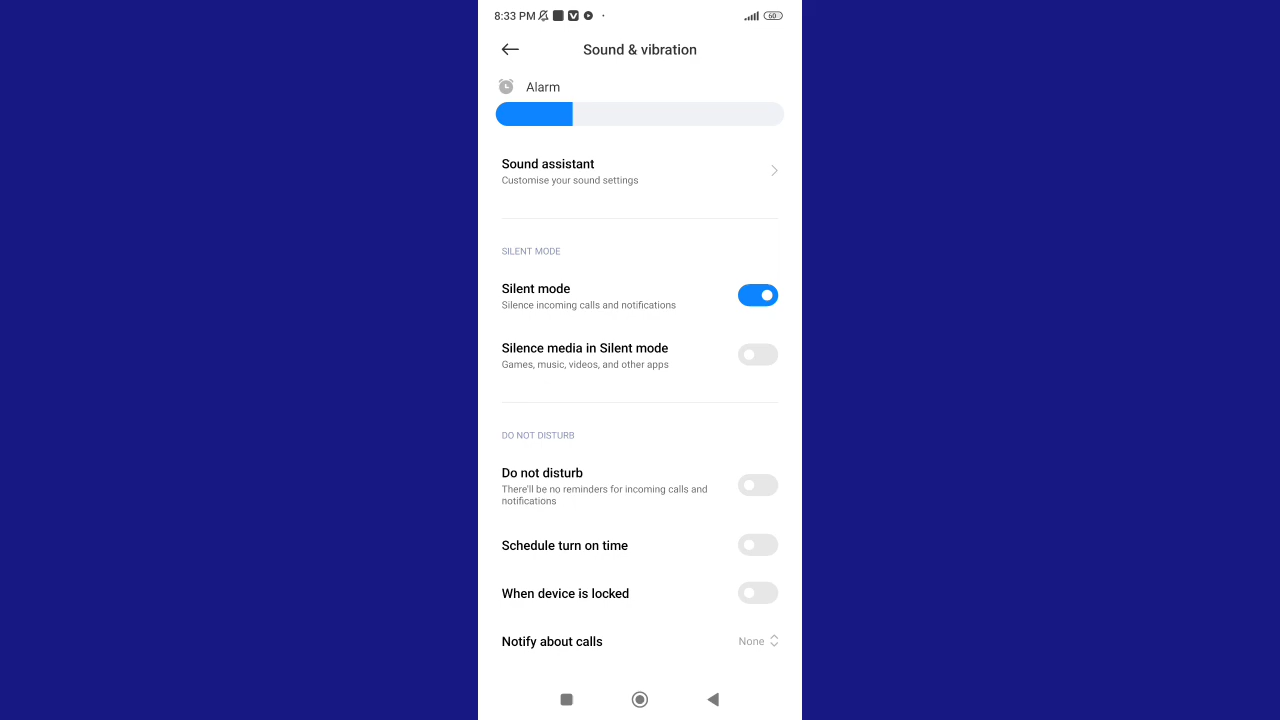 8:33 PM 60
Sound & vibration
Alarm
Sound assistant
Customise your sound settings
SILENT MODE
Silent mode
Silence incoming calls and notifications
Silence media in Silent mode
Games, music, videos, and other apps
DO NOT DISTURB
Do not disturb
There'll be no reminders for incoming calls and
notifications
Schedule turn on time
When device is locked
Notify about calls None